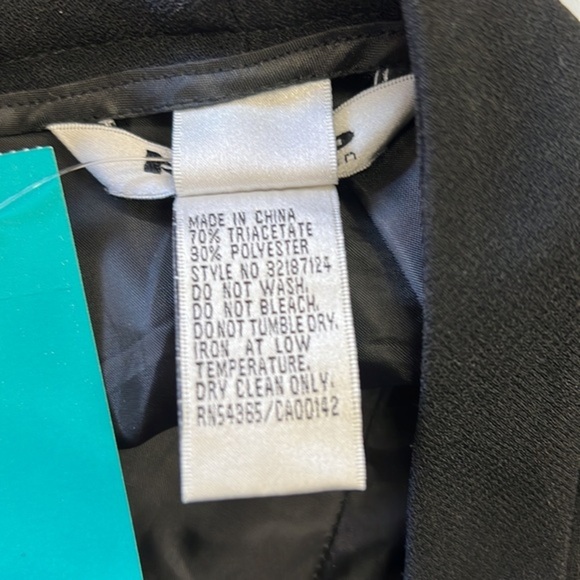 MADE IN CHINA
70% TRIACETATE
30% POLYESTER
STYLE NO 32187124
DO NOT WASH.
DO NOT BLEACH.
DO NOT TUMBLE DRY.
IRON AT LOW
TEMPERATURE.
DRY CLEAN ONLY.
RN54365/CA00142